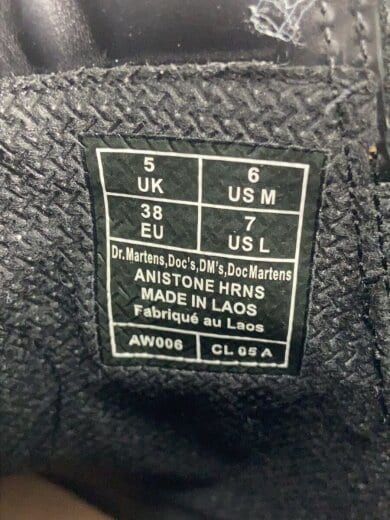 5 6
UK US M
38 7
EU US L
Dr.Martens,Doc's,DM's,DocMartens
ANISTONE HRNS
MADE IN LAOS
Fabriqué au Laos
AW006 CL 05 A